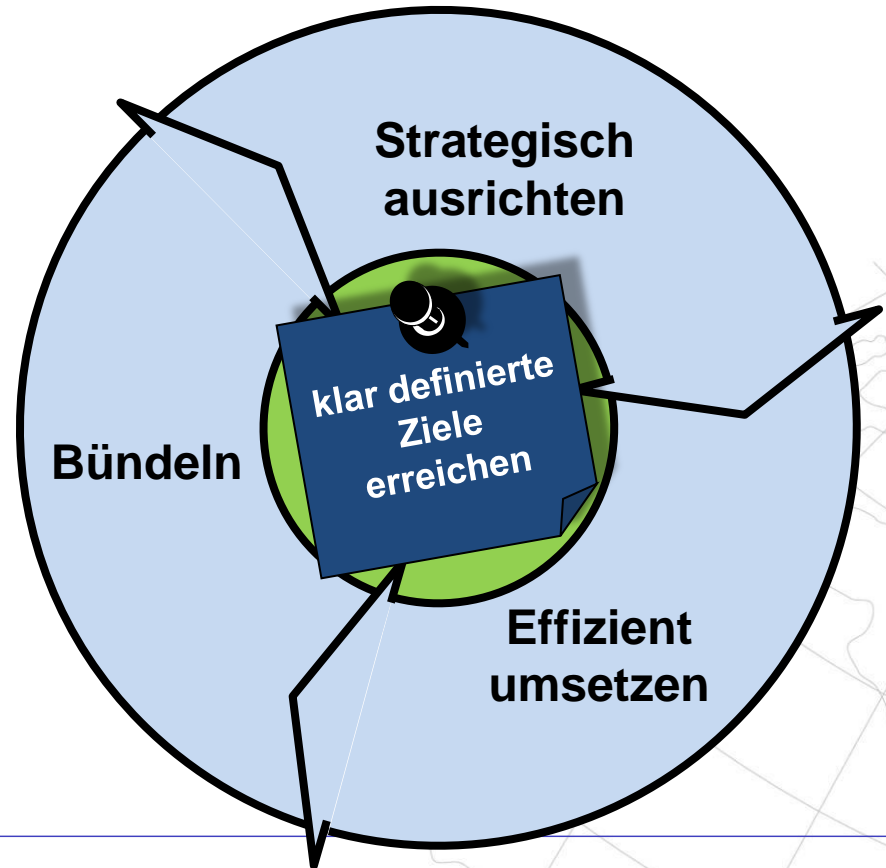 Strategisch
ausrichten
klar definierte
Ziele
erreichen
Bündeln
Effizient
umsetzen